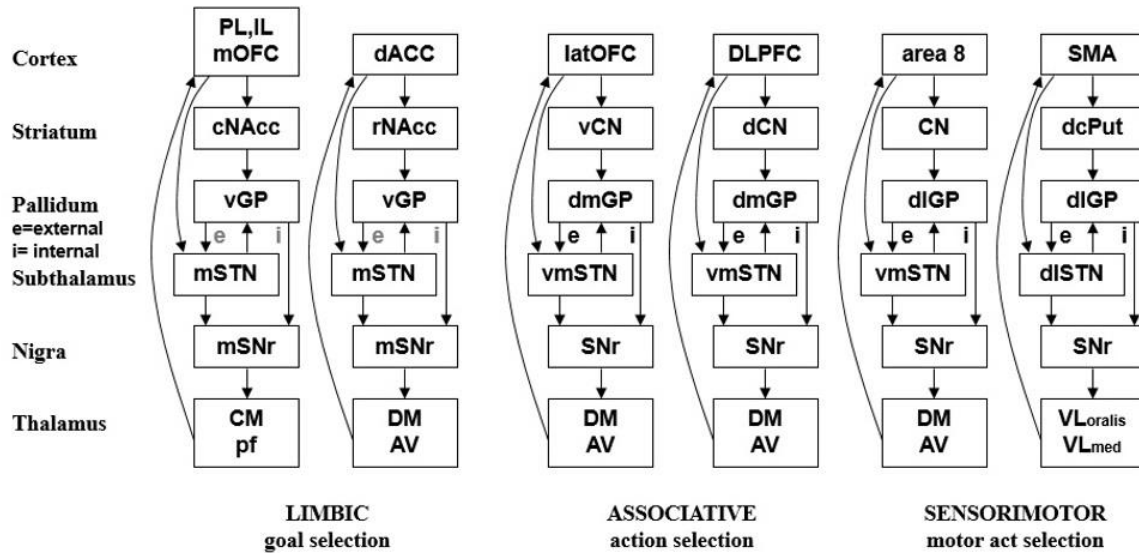 PL,IL
Cortex mOFC dACC latOFC DLPFC area 8 SMA
Striatum cNAcc rNAcc vCN dCN CN dcPut
Pallidum vGP vGP dmGP dmGP dlGP dlGP
e=external
i= internal e i e i e i e i e i e i
Subthalamus mSTN mSTN vmSTN vmSTN vmSTN dlSTN
Nigra mSNr mSNr SNr SNr SNr SNr
Thalamus CM DM DM DM DM VLoralis
pf AV AV AV AV VLmed
LIMBIC ASSOCIATIVE SENSORIMOTOR
goal selection action selection motor act selection